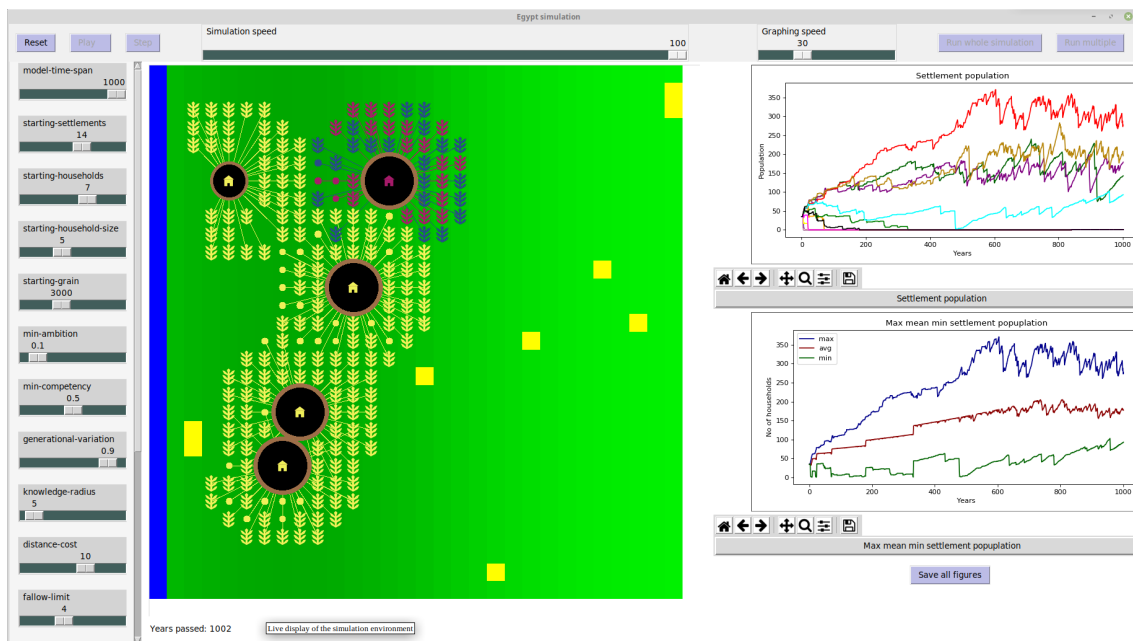 Egypt simulation
Reset
Play
Step
Simulation speed
100
Graphing speed
30
Run whole simulation
Run multiple
model-time-span
1000
starting-settlements
14
starting-households
7
starting-household-size
5
starting-grain
3000
min-ambition
0.1
min-competency
0.5
generational-variation
0.9
knowledge-radius
5
distance-cost
10
fallow-limit
4
Years passed: 1002
Live display of the simulation environment
Settlement population
Population
350
300
250
200
150
100
50
0
0 200 400 600 800 1000
Years
Settlement population
Max mean min settlement popuplation
max
avg
min
No of households
350
300
250
200
150
100
50
0
0 200 400 600 800 1000
Years
Max mean min settlement popuplation
Save all figures